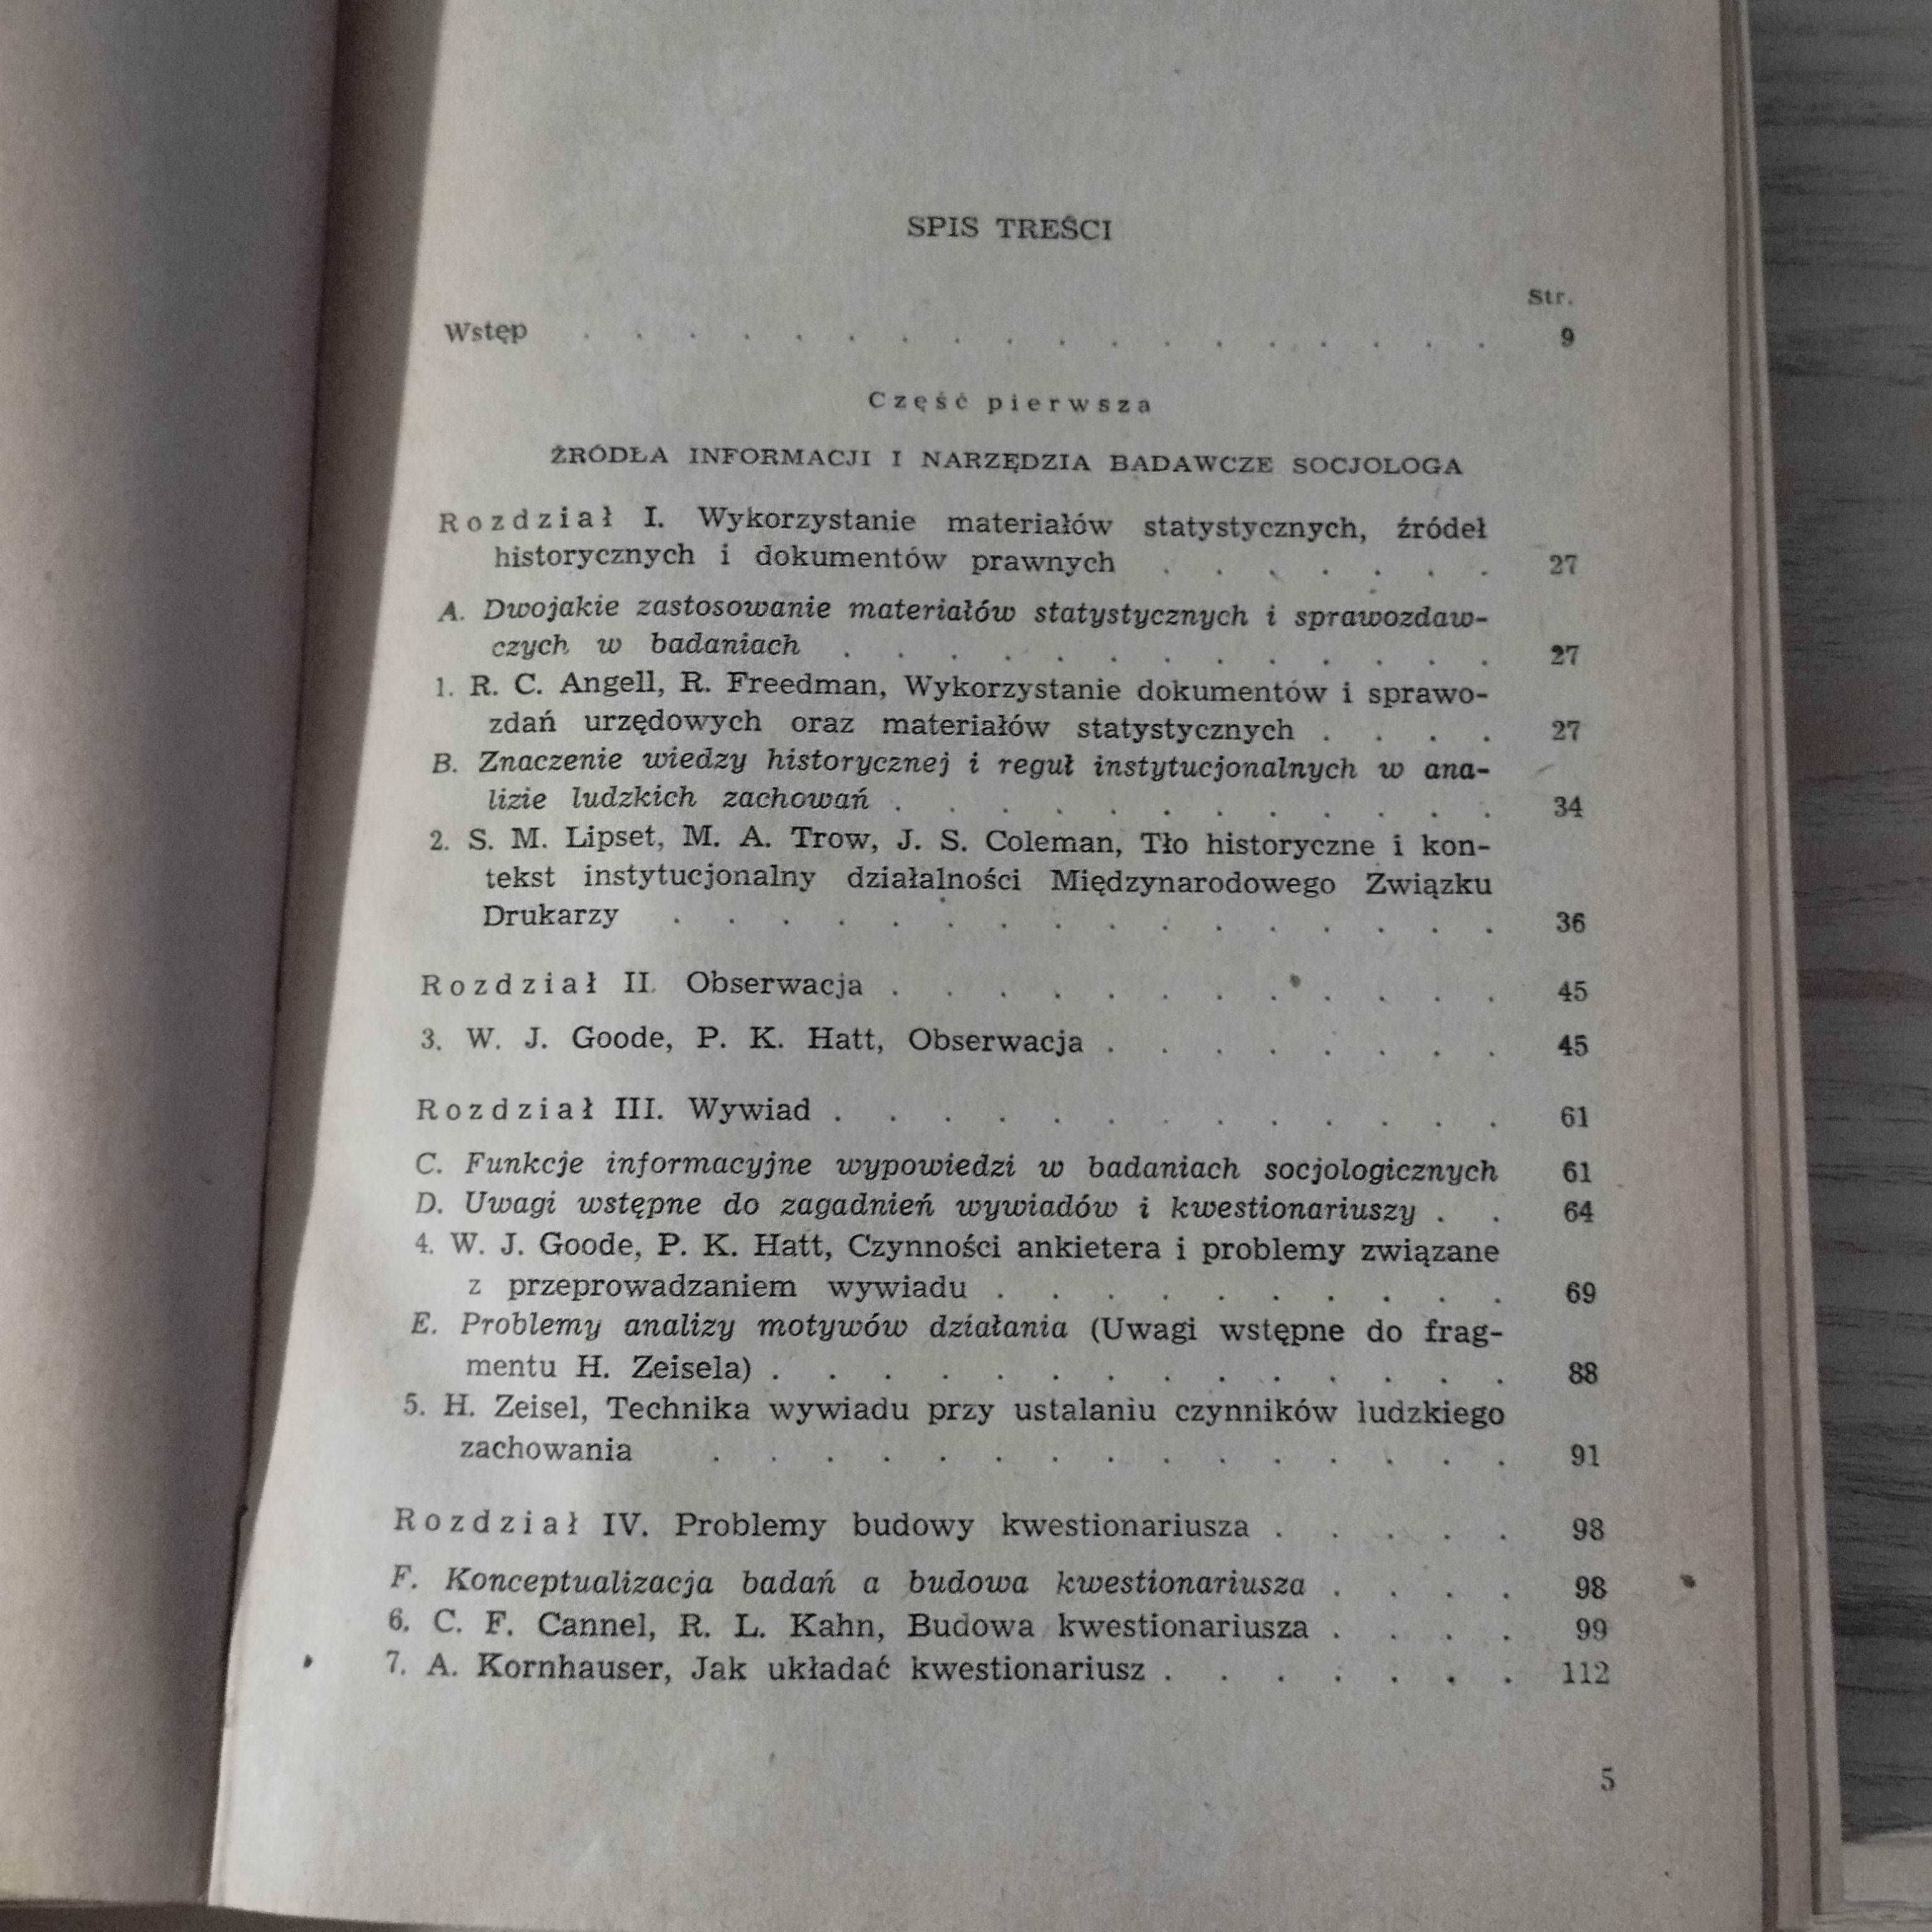 SPIS TREŚCI
Str.
Wstęp . . . . . . . . . . . . . . . . . . 9
Część pierwsza
ŹRÓDŁA INFORMACJI I NARZĘDZIA BADAWCZE SOCJOLOGA
Rozdział I. Wykorzystanie materiałów statystycznych, źródeł
historycznych i dokumentów prawnych . . . . . . . 27
A. Dwojakie zastosowanie materiałów statystycznych i sprawozdaw-
czych w badaniach . . . . . . . . . . . . . 27
1. R. C. Angell, R. Freedman, Wykorzystanie dokumentów i sprawo-
zdań urzędowych oraz materiałów statystycznych . . . . 27
B. Znaczenie wiedzy historycznej i reguł instytucjonalnych w ana-
lizie ludzkich zachowań . . . . . . . . . . . . 34
2. S. M. Lipset, M. A. Trow, J. S. Coleman, Tło historyczne i kon-
tekst instytucjonalny działalności Międzynarodowego Związku
Drukarzy . . . . . . . . . . . . . . . . 36
Rozdział II. Obserwacja . . . . . . . . . . . . 45
3. W. J. Goode, P. K. Hatt, Obserwacja . . . . . . . . 45
Rozdział III. Wywiad . . . . . . . . . . . . . 61
C. Funkcje informacyjne wypowiedzi w badaniach socjologicznych 61
D. Uwagi wstępne do zagadnień wywiadów i kwestionariuszy . . 64
4. W. J. Goode, P. K. Hatt, Czynności ankietera i problemy związane
z przeprowadzaniem wywiadu . . . . . . . . . . 69
E. Problemy analizy motywów działania (Uwagi wstępne do frag-
mentu H. Zeisela) . . . . . . . . . . . . . . 88
5. H. Zeisel, Technika wywiadu przy ustalaniu czynników ludzkiego
zachowania . . . . . . . . . . . . . . . 91
Rozdział IV. Problemy budowy kwestionariusza . . . . . 98
F. Konceptualizacja badań a budowa kwestionariusza . . . . 98
6. C. F. Cannel, R. L. Kahn, Budowa kwestionariusza . . . . 99
7. A. Kornhauser, Jak układać kwestionariusz . . . . . . . 112
5